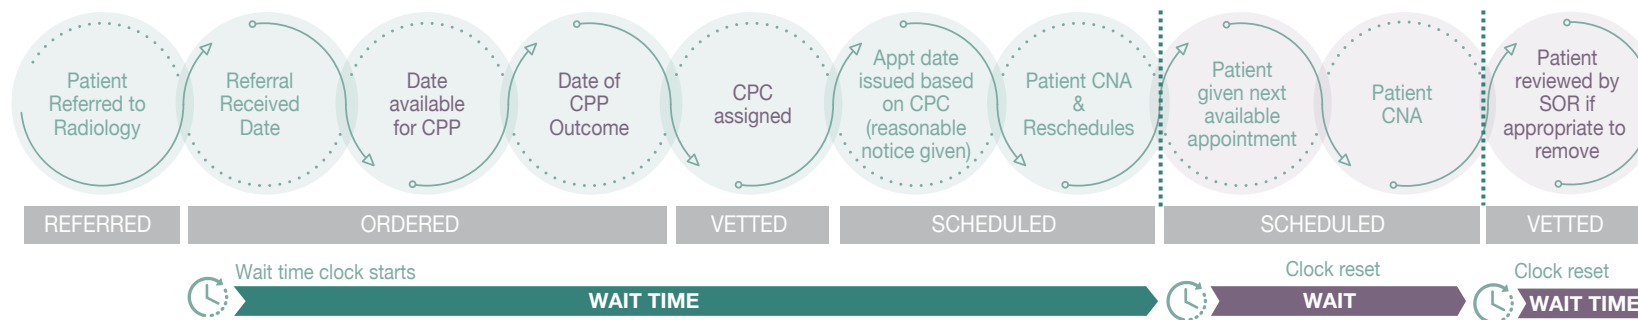 Patient
Referred to
Radiology
Referral
Received
Date
Date
available
for CPP
Date of
CPP
Outcome
CPC
assigned
Appt date
issued based
on CPC
(reasonable
notice given)
Patient CNA
&
Reschedules
Patient
given next
available
appointment
Patient
CNA
Patient
reviewed by
SOR if
appropriate to
remove
REFERRED
ORDERED
VETTED
SCHEDULED
SCHEDULED
VETTED
Wait time clock starts
Clock reset
Clock reset
WAIT TIME
WAIT
WAIT TIME